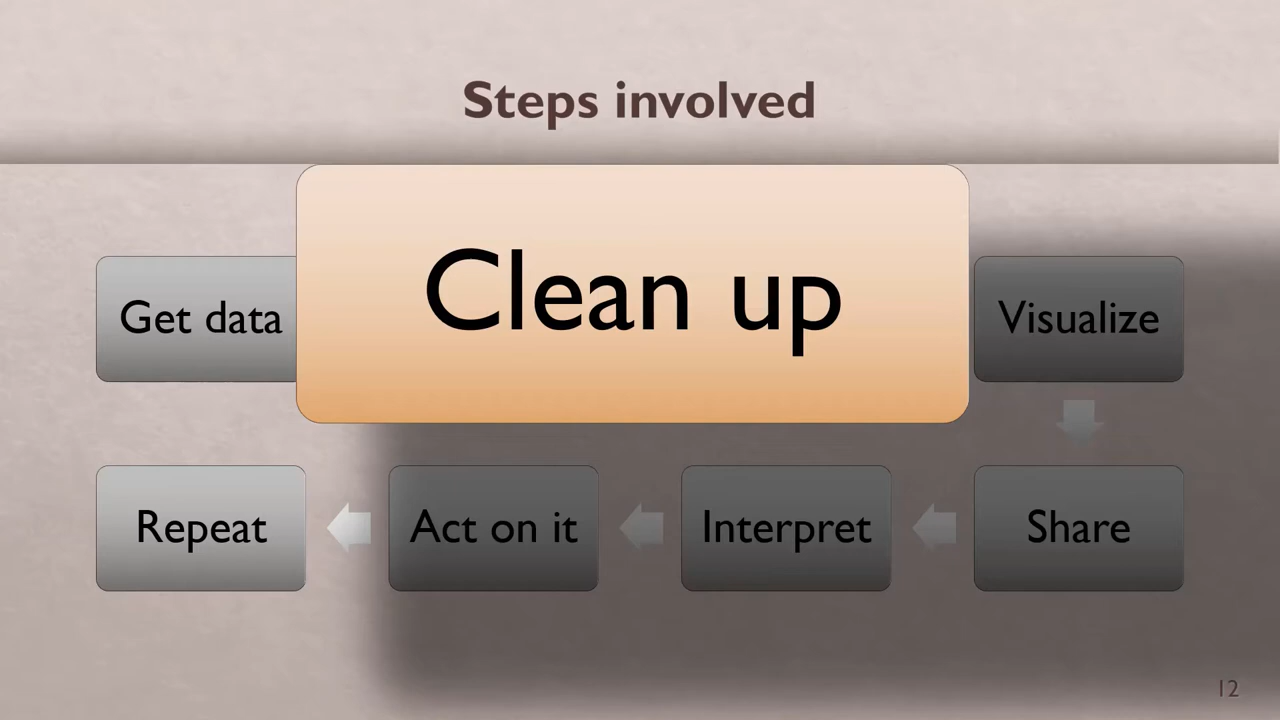 Steps involved
Get data
Clean up
Visualize
Repeat
Act on it
Interpret
Share
12